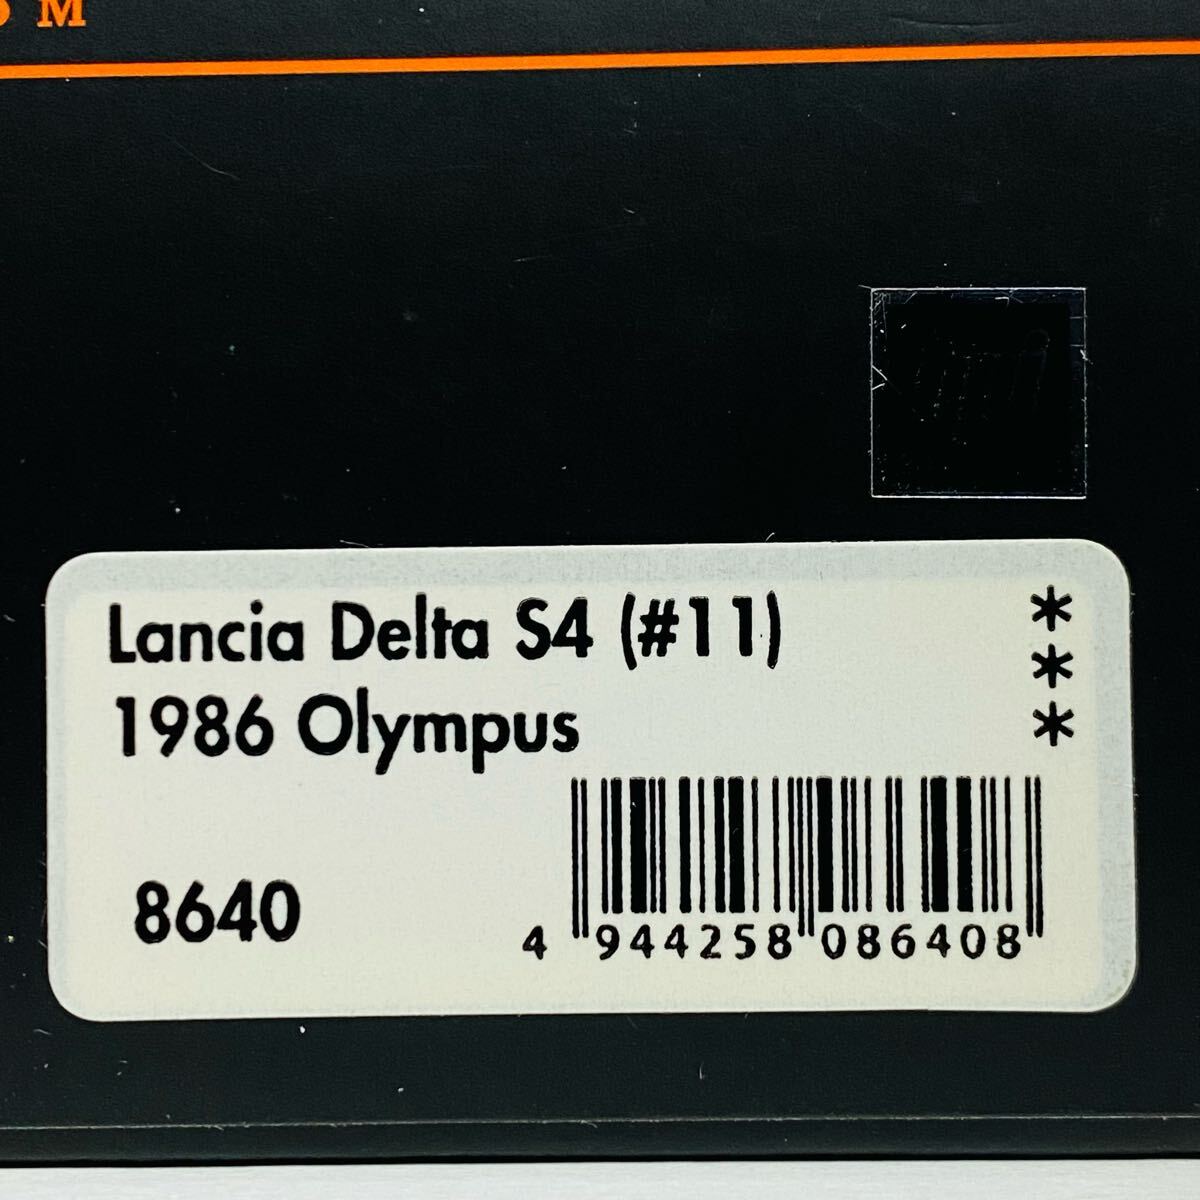 M
Lancia Delta S4 (#11)
1986 Olympus
***
8640
4 944258 086408